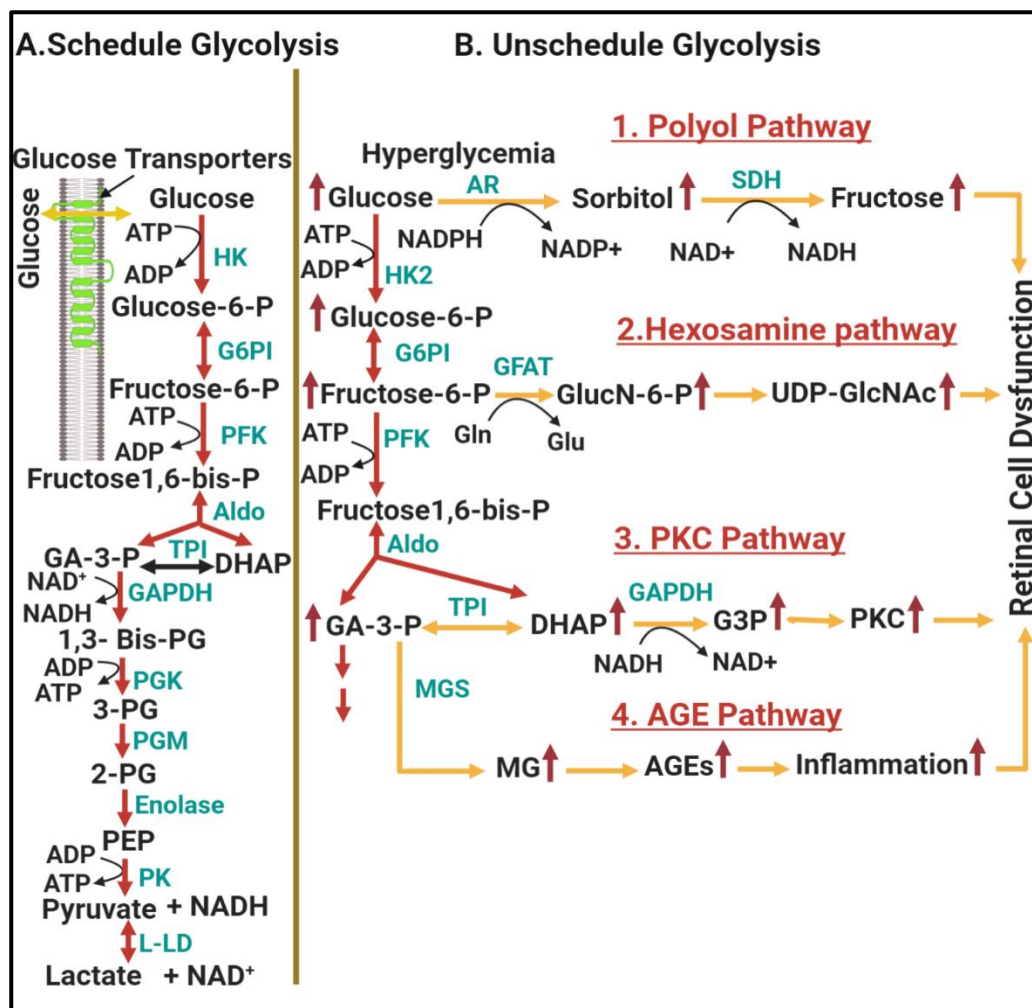 A.Schedule Glycolysis
Glucose Transporters
Glucose
Glucose
ATP
ADP
HK
Glucose-6-P
G6PI
Fructose-6-P
ATP
ADP
PFK
Fructose1,6-bis-P
Aldo
GA-3-P
TPI
DHAP
NAD⁺
NADH
GAPDH
1,3- Bis-PG
ADP
ATP
PGK
3-PG
PGM
2-PG
Enolase
PEP
ADP
ATP
PK
Pyruvate + NADH
L-LD
Lactate + NAD⁺
B. Unschedule Glycolysis
1. Polyol Pathway
Hyperglycemia
Glucose
AR
Sorbitol
SDH
Fructose
NADPH
NADP+
NAD+
NADH
ATP
ADP
HK2
Glucose-6-P
G6PI
2.Hexosamine pathway
Fructose-6-P
GFAT
GlucN-6-P
UDP-GlcNAc
Gln
Glu
ATP
ADP
PFK
Fructose1,6-bis-P
Aldo
3. PKC Pathway
GA-3-P
TPI
DHAP
GAPDH
G3P
PKC
NADH
NAD+
MGS
4. AGE Pathway
MG
AGEs
Inflammation
Retinal Cell Dysfunction